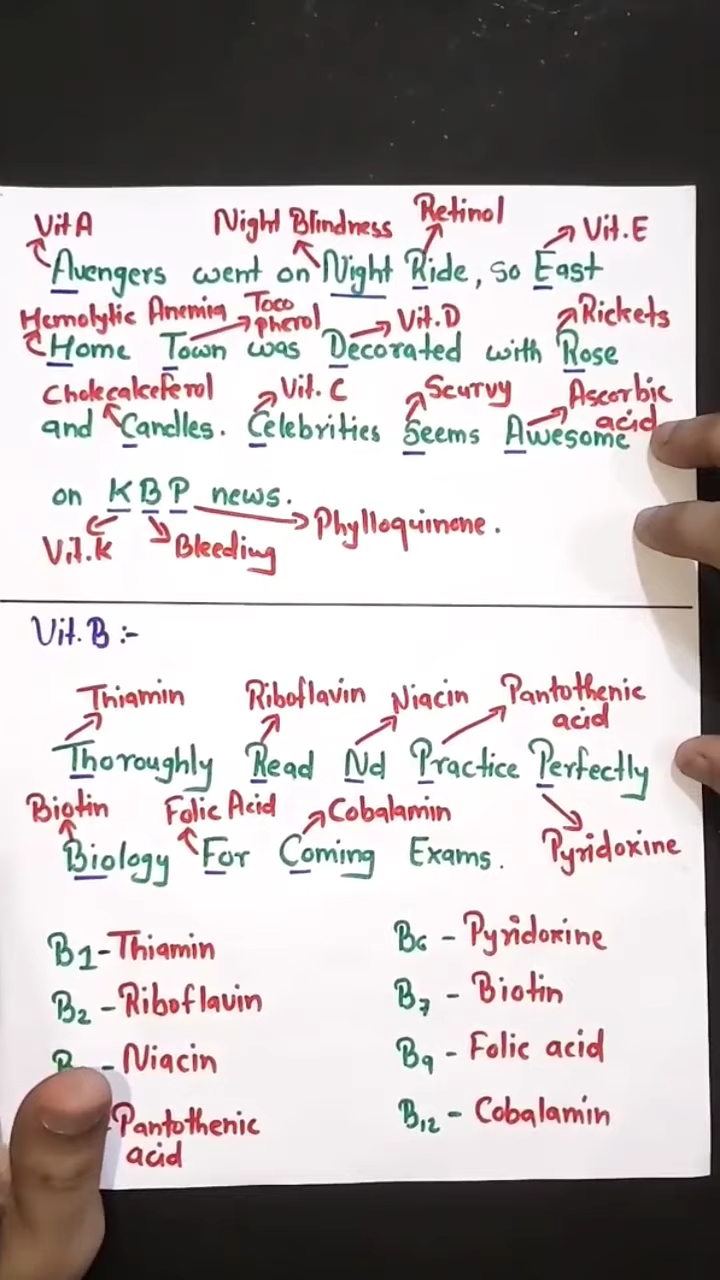 Vit A Night Blindness Retinol Vit.E
Avengers went on Night Ride, so East
Hemolytic Anemia Toco pherol Vit.D Rickets
Home Town was Decorated with Rose
Cholecalceferol Vit. C Scurvy Ascorbic acid
and Candles. Celebrities Seems Awesome
on KBP news.
Vit.K Bleeding Phylloquinone.
Vit.B :-
Thiamin Riboflavin Niacin Pantothenic acid
Thoroughly Read Nd Practice Perfectly
Biotin Folic Acid Cobalamin Pyridoxine
Biology For Coming Exams.
B1-Thiamin
B2-Riboflavin
B -Niacin
-Pantothenic
acid
B6 - Pyridoxine
B7 - Biotin
B9 - Folic acid
B12 - Cobalamin